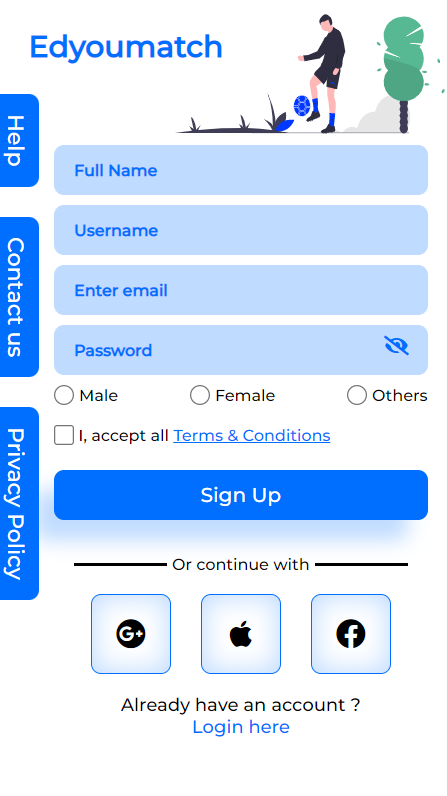 Edyoumatch
Help
Contact us
Privacy Policy
Full Name
Username
Enter email
Password
Male
Female
Others
I, accept all Terms & Conditions
Sign Up
Or continue with
G+
Already have an account ?
Login here